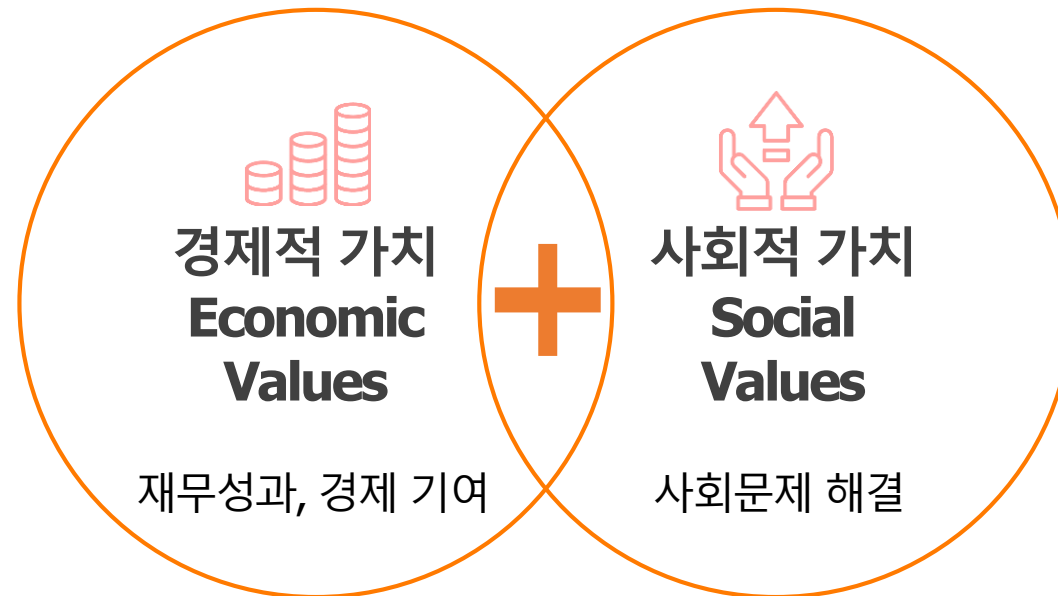 경제적 가치
Economic
Values
재무성과, 경제 기여
사회적 가치
Social
Values
사회문제 해결